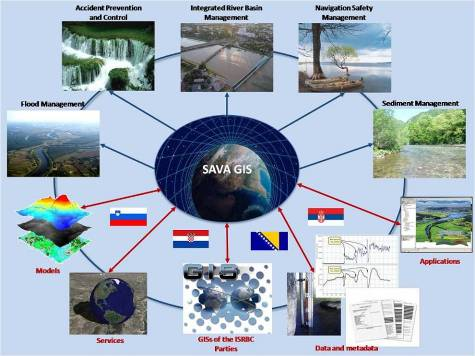 Accident Prevention
and Control
Integrated River Basin
Management
Navigation Safety
Management
Flood Management
Sediment Management
SAVA GIS
Models
Applications
GIS
Services
GISs of the ISRBC
Parties
Data and metadata